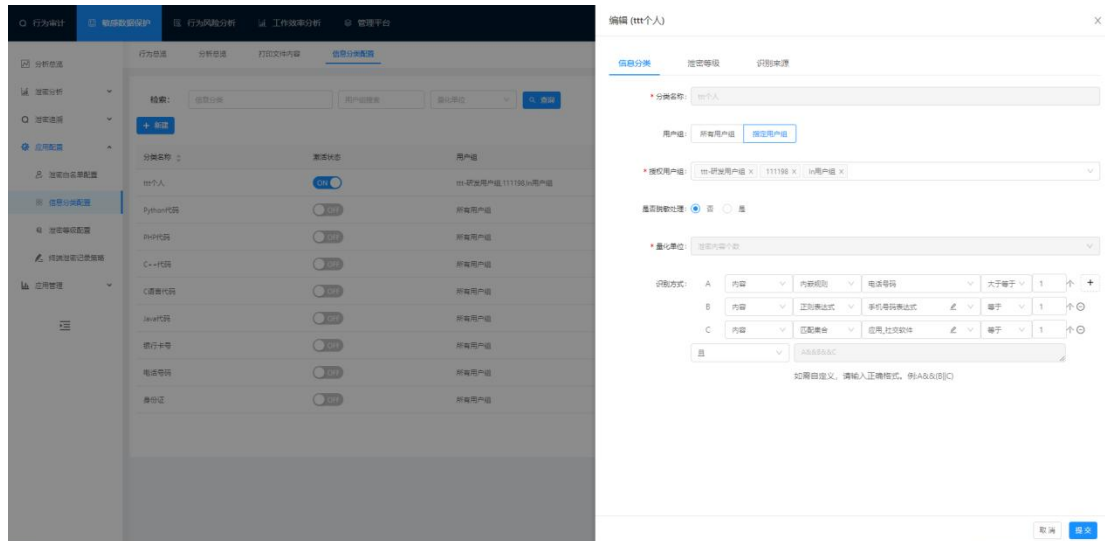 行为审计 敏感数据保护 行为风险分析 工作效率分析 管理平台
分析总览
泄密分析
泄密追溯
应用配置
泄密白名单配置
信息分类配置
泄密等级配置
终端泄密记录策略
应用管理
行为总览 分析总览 打印文件内容 信息分类配置
检索: 信息分类 用户组搜索 量化单位 查询
+ 新建
分类名称 激活状态 用户组
ttt个人 ON ttt-研发用户组,111198,ln用户组
Python代码 OFF 所有用户组
PHP代码 OFF 所有用户组
C++代码 OFF 所有用户组
C语言代码 OFF 所有用户组
Java代码 OFF 所有用户组
银行卡号 OFF 所有用户组
电话号码 OFF 所有用户组
身份证 OFF 所有用户组
编辑 (ttt个人)
信息分类 泄密等级 识别来源
* 分类名称: ttt个人
用户组: 所有用户组 指定用户组
* 授权用户组: ttt-研发用户组 × 111198 × ln用户组 ×
是否脱敏处理: 否 是
* 量化单位: 泄密内容个数
识别方式: A 内容 内嵌规则 电话号码 大于等于 1 个 +
B 内容 正则表达式 手机号码表达式 等于 1 个
C 内容 匹配集合 应用_社交软件 等于 1 个
且 A&&B&&C
如需自定义，请输入正确格式。例:A&&(B||C)
取消 提交